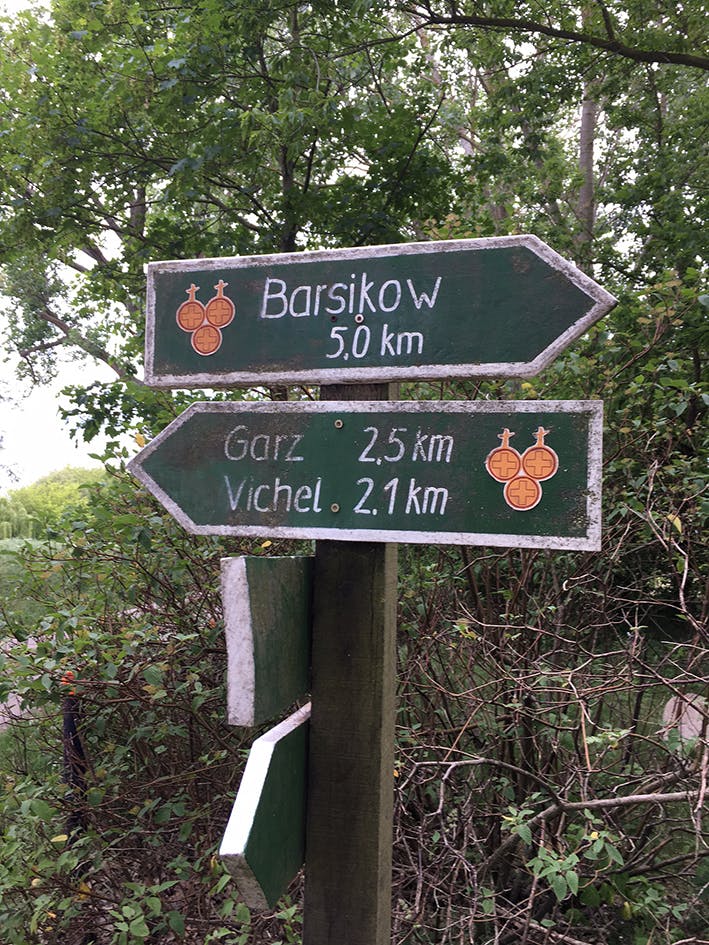 Barsikow
5,0 km
Garz 2,5 km
Vichel 2,1 km